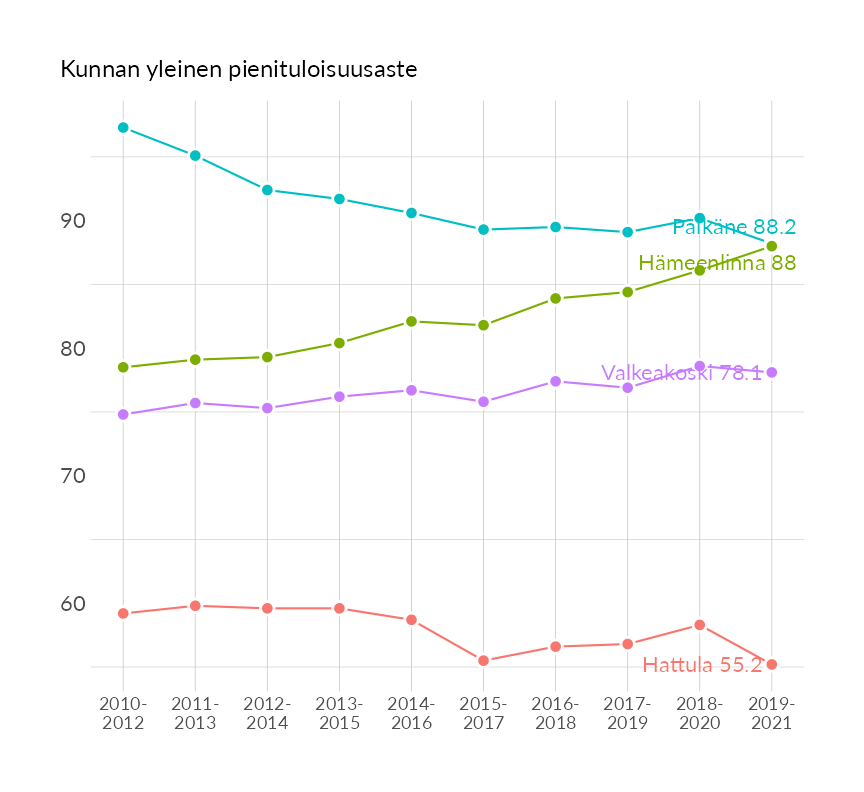 Kunnan yleinen pienituloisuusaste
90
80
70
60
Pälkäne 88.2
Hämeenlinna 88
Valkeakoski 78.1
Hattula 55.2
2010- 2011- 2012- 2013- 2014- 2015- 2016- 2017- 2018- 2019-
2012 2013 2014 2015 2016 2017 2018 2019 2020 2021